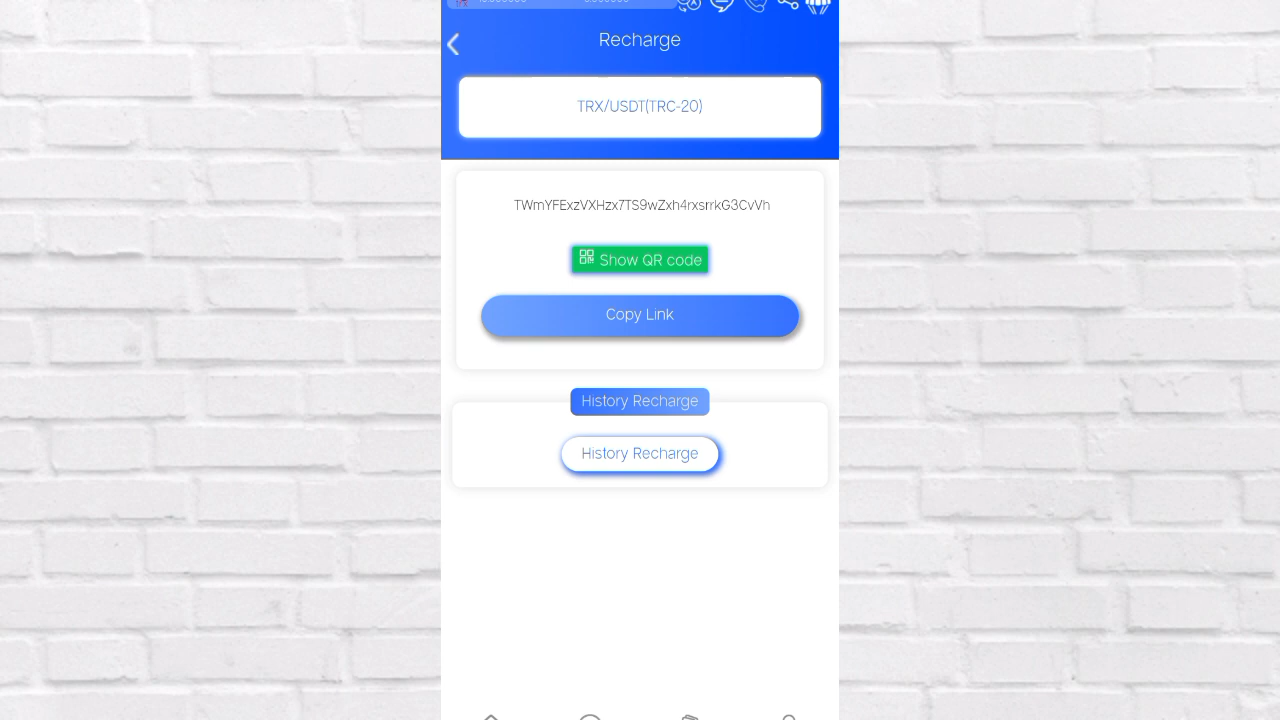 Recharge
TRX/USDT(TRC-20)
TWmYFExzVXHzx7TS9wZxh4rxsrrkG3CvVh
Show QR code
Copy Link
History Recharge
History Recharge